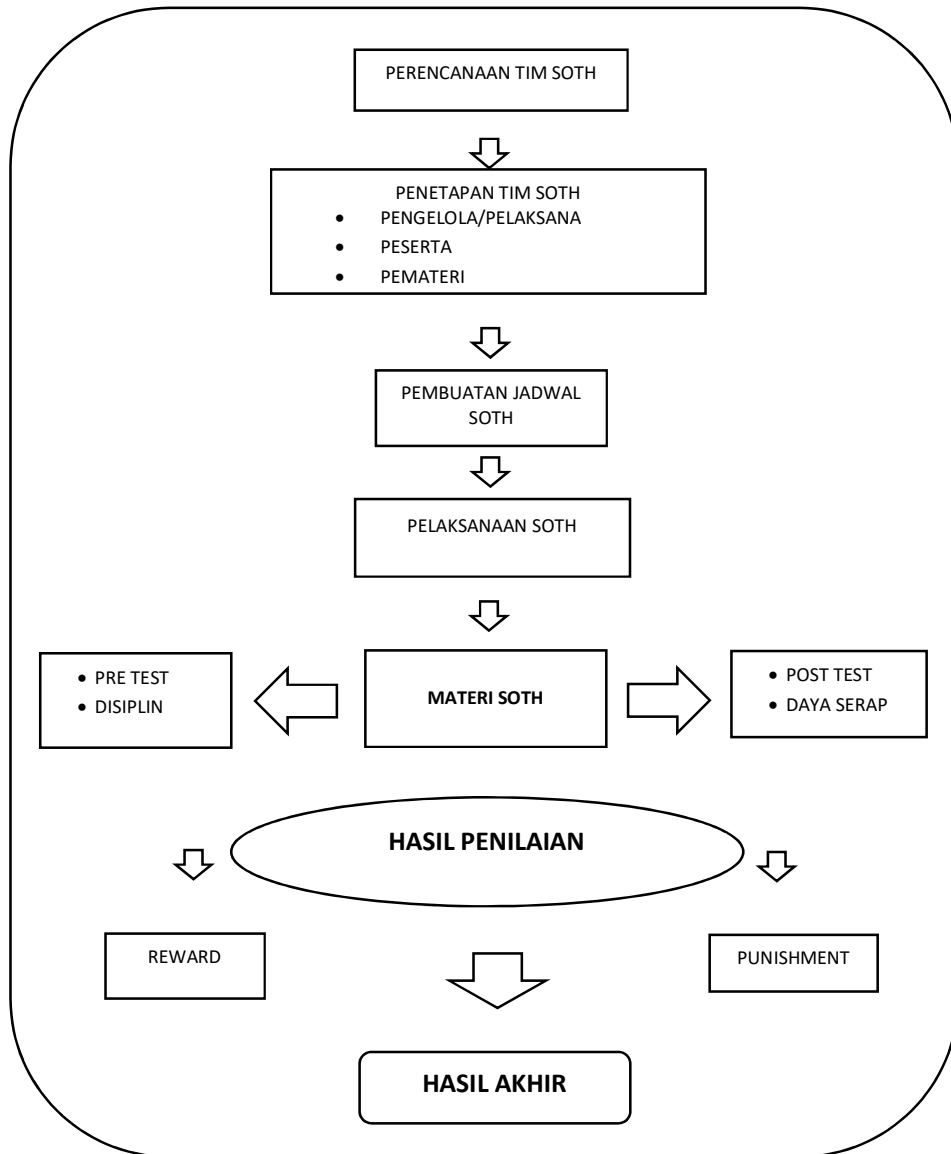 PERENCANAAN TIM SOTH
PENETAPAN TIM SOTH
• PENGELOLA/PELAKSANA
• PESERTA
• PEMATERI
PEMBUATAN JADWAL
SOTH
PELAKSANAAN SOTH
• PRE TEST
• DISIPLIN
MATERI SOTH
• POST TEST
• DAYA SERAP
HASIL PENILAIAN
REWARD
PUNISHMENT
HASIL AKHIR